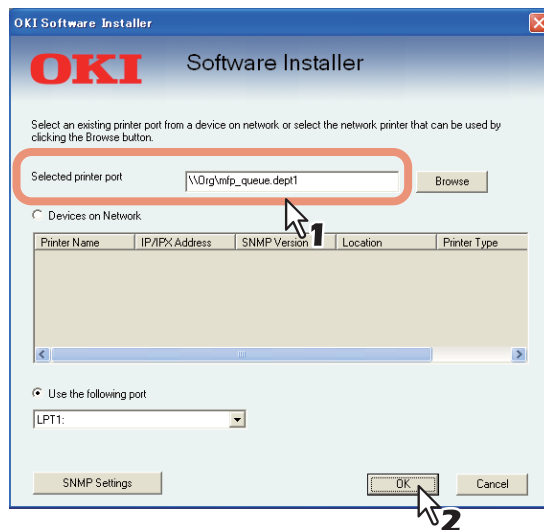 OKI Software Installer
OKI Software Installer
Select an existing printer port from a device on network or select the network printer that can be used by
clicking the Browse button.
Selected printer port \\Org\mfp_queue.dept1 Browse
1
Devices on Network
Printer Name IP/IPX Address SNMP Version Location Printer Type
Use the following port
LPT1:
SNMP Settings OK Cancel
2